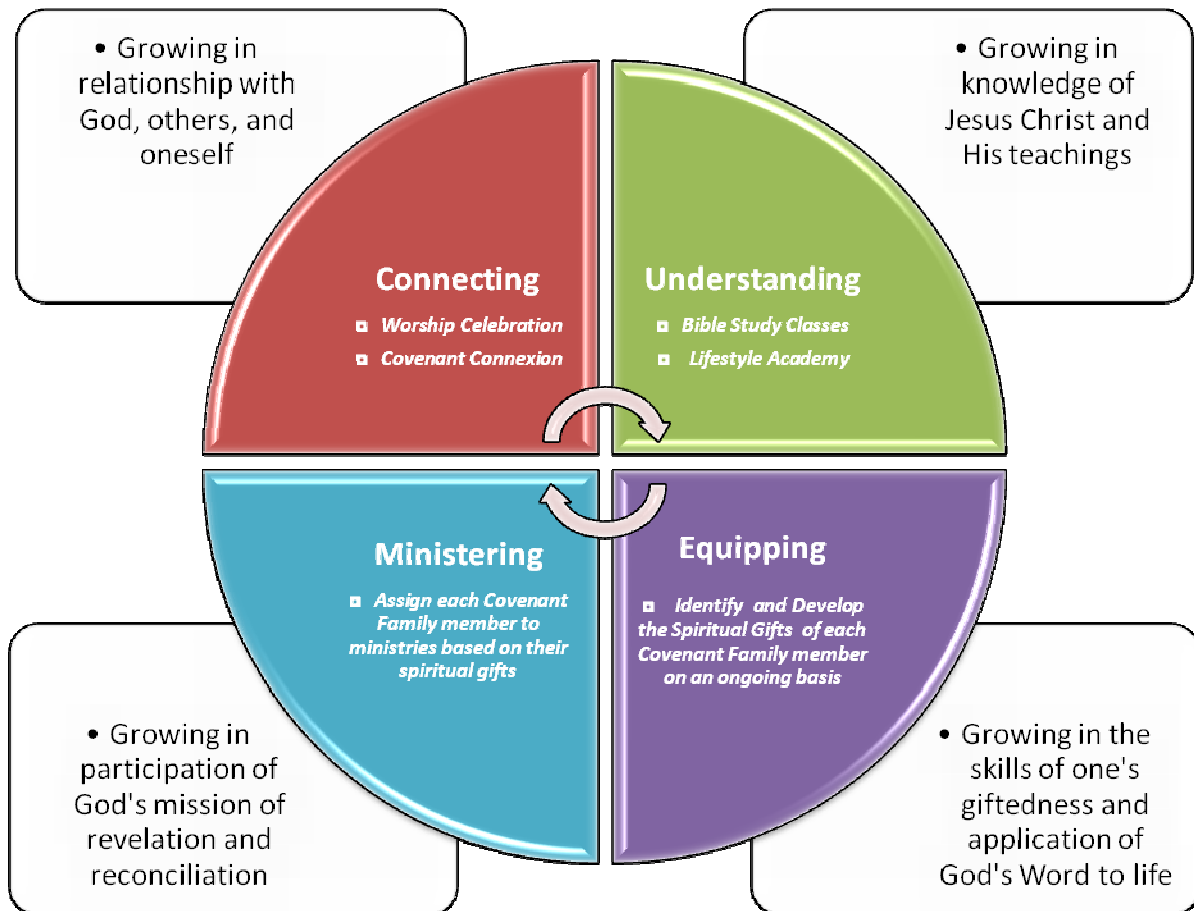 • Growing in
relationship with
God, others, and
oneself
• Growing in
knowledge of
Jesus Christ and
His teachings
Connecting
Worship Celebration
Covenant Connexion
Understanding
Bible Study Classes
Lifestyle Academy
Ministering
Assign each Covenant
Family member to
ministries based on their
spiritual gifts
Equipping
Identify and Develop
the Spiritual Gifts of each
Covenant Family member
on an ongoing basis
• Growing in
participation of
God's mission of
revelation and
reconciliation
• Growing in the
skills of one's
giftedness and
application of
God's Word to life